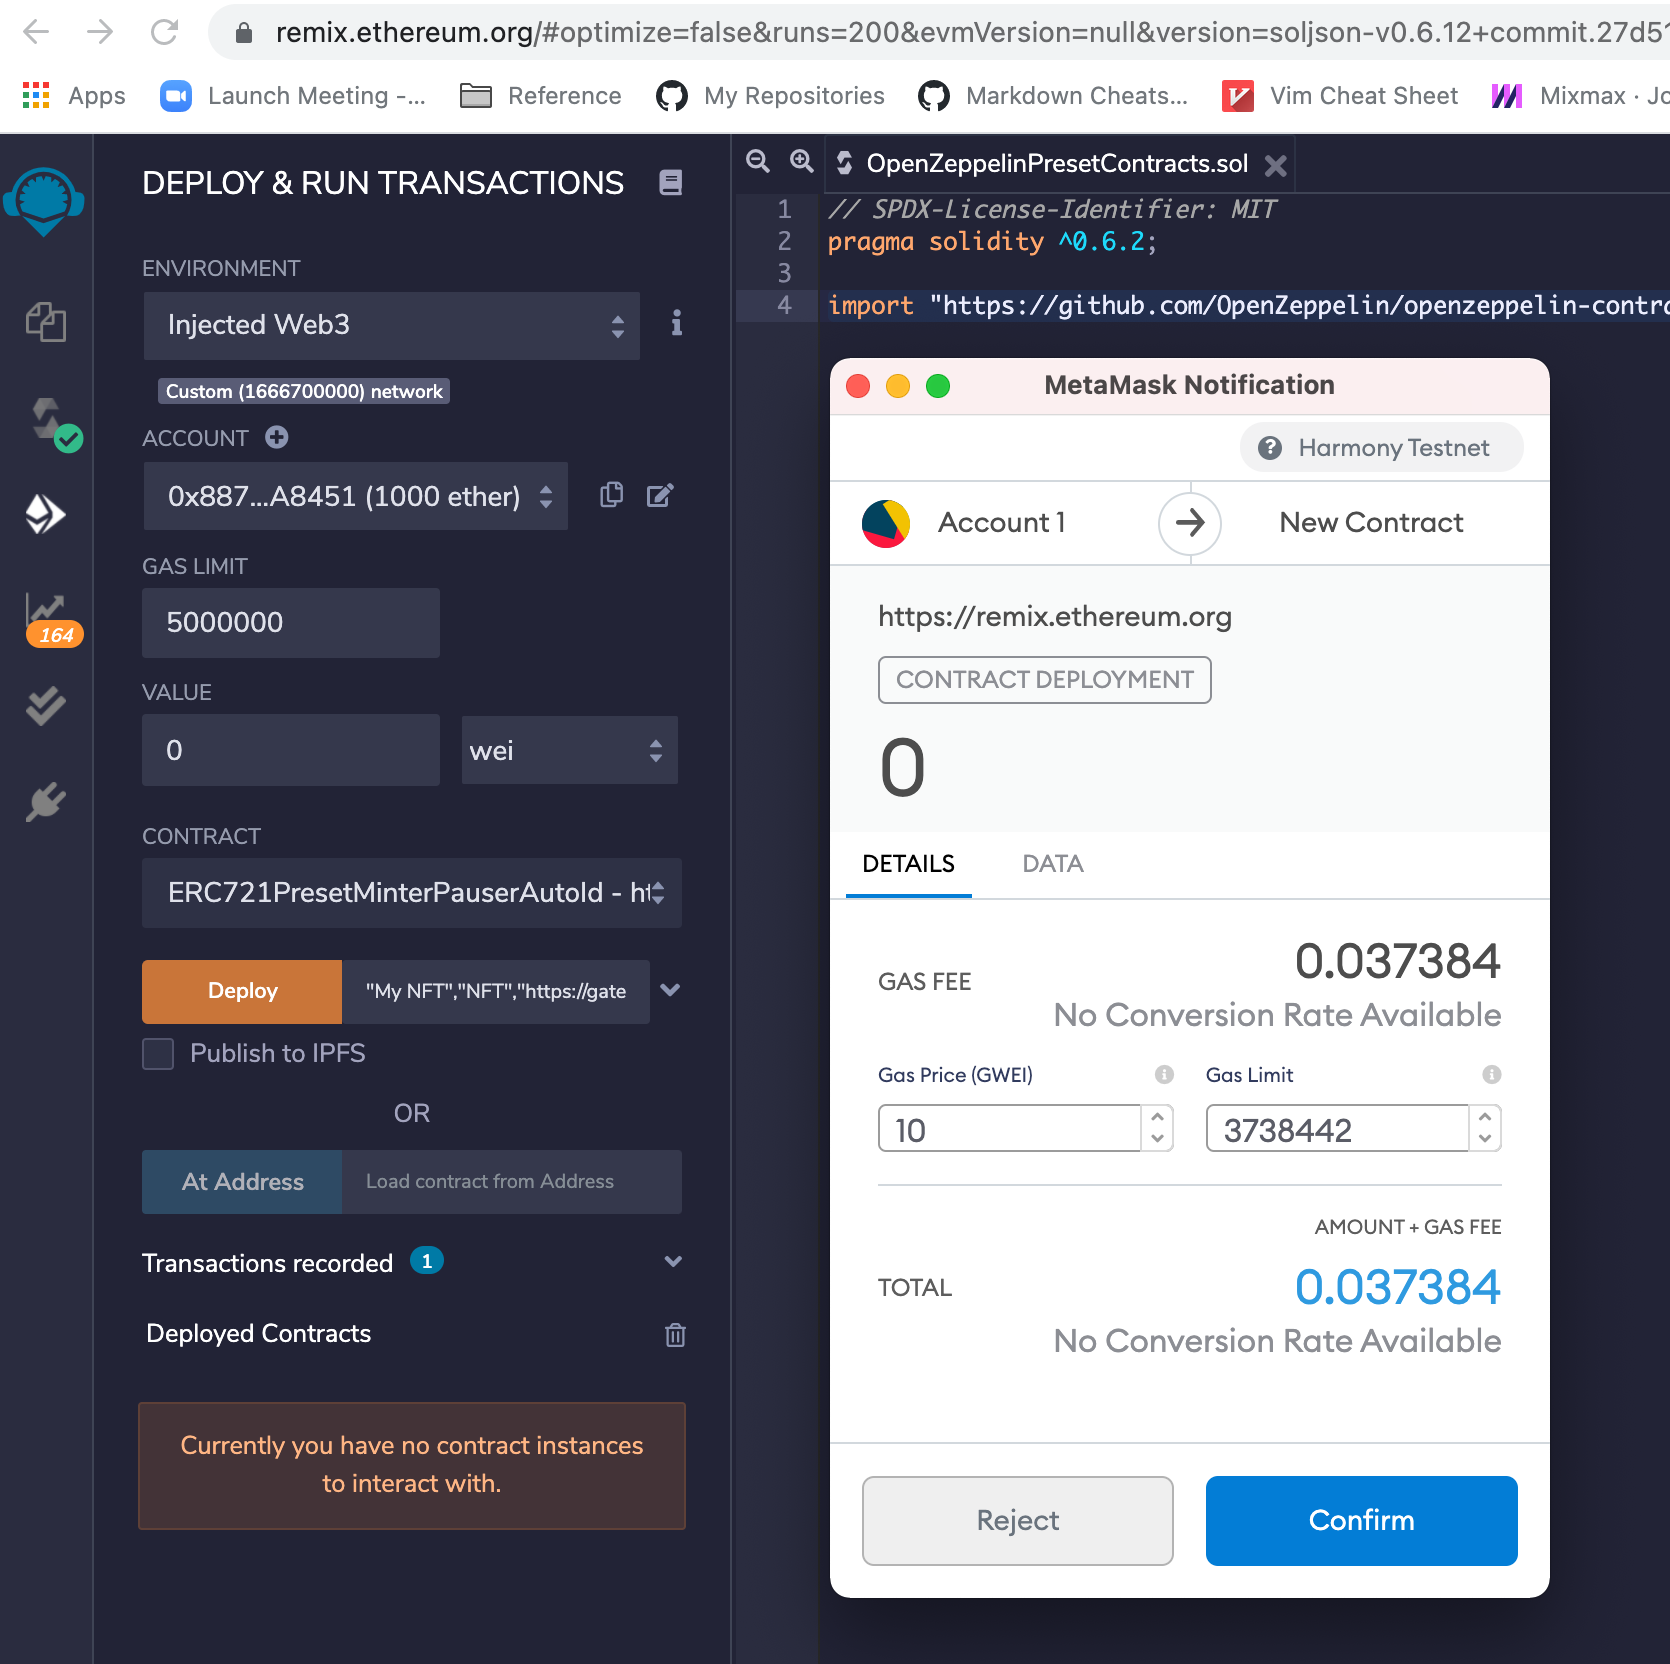 remix.ethereum.org/#optimize=false&runs=200&evmVersion=null&version=soljson-v0.6.12+commit.27d51
Apps
Launch Meeting -...
Reference
My Repositories
Markdown Cheats...
Vim Cheat Sheet
Mixmax · Jo
DEPLOY & RUN TRANSACTIONS
ENVIRONMENT
Injected Web3
i
Custom (1666700000) network
ACCOUNT
0x887...A8451 (1000 ether)
GAS LIMIT
5000000
164
VALUE
0
wei
CONTRACT
ERC721PresetMinterPauserAutoId - ht
Deploy
"My NFT","NFT","https://gate
Publish to IPFS
OR
At Address
Load contract from Address
Transactions recorded 1
Deployed Contracts
Currently you have no contract instances
to interact with.
OpenZeppelinPresetContracts.sol
1 // SPDX-License-Identifier: MIT
2 pragma solidity ^0.6.2;
3
4 import "https://github.com/OpenZeppelin/openzeppelin-contra
MetaMask Notification
? Harmony Testnet
Account 1
New Contract
https://remix.ethereum.org
CONTRACT DEPLOYMENT
0
DETAILS
DATA
GAS FEE
0.037384
No Conversion Rate Available
Gas Price (GWEI)
Gas Limit
10
3738442
AMOUNT + GAS FEE
TOTAL
0.037384
No Conversion Rate Available
Reject
Confirm